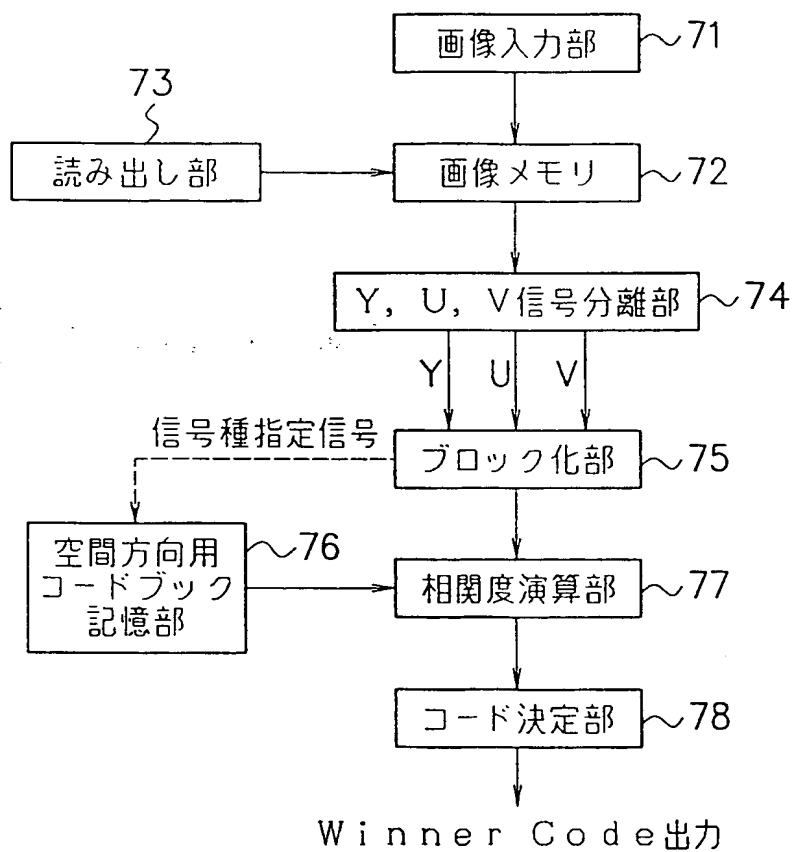 画像入力部
71
73
読み出し部
画像メモリ
72
Y, U, V信号分離部
74
Y
U
V
信号種指定信号
ブロック化部
75
空間方向用
コードブック
記憶部
76
相関度演算部
77
コード決定部
78
Winner Code出力